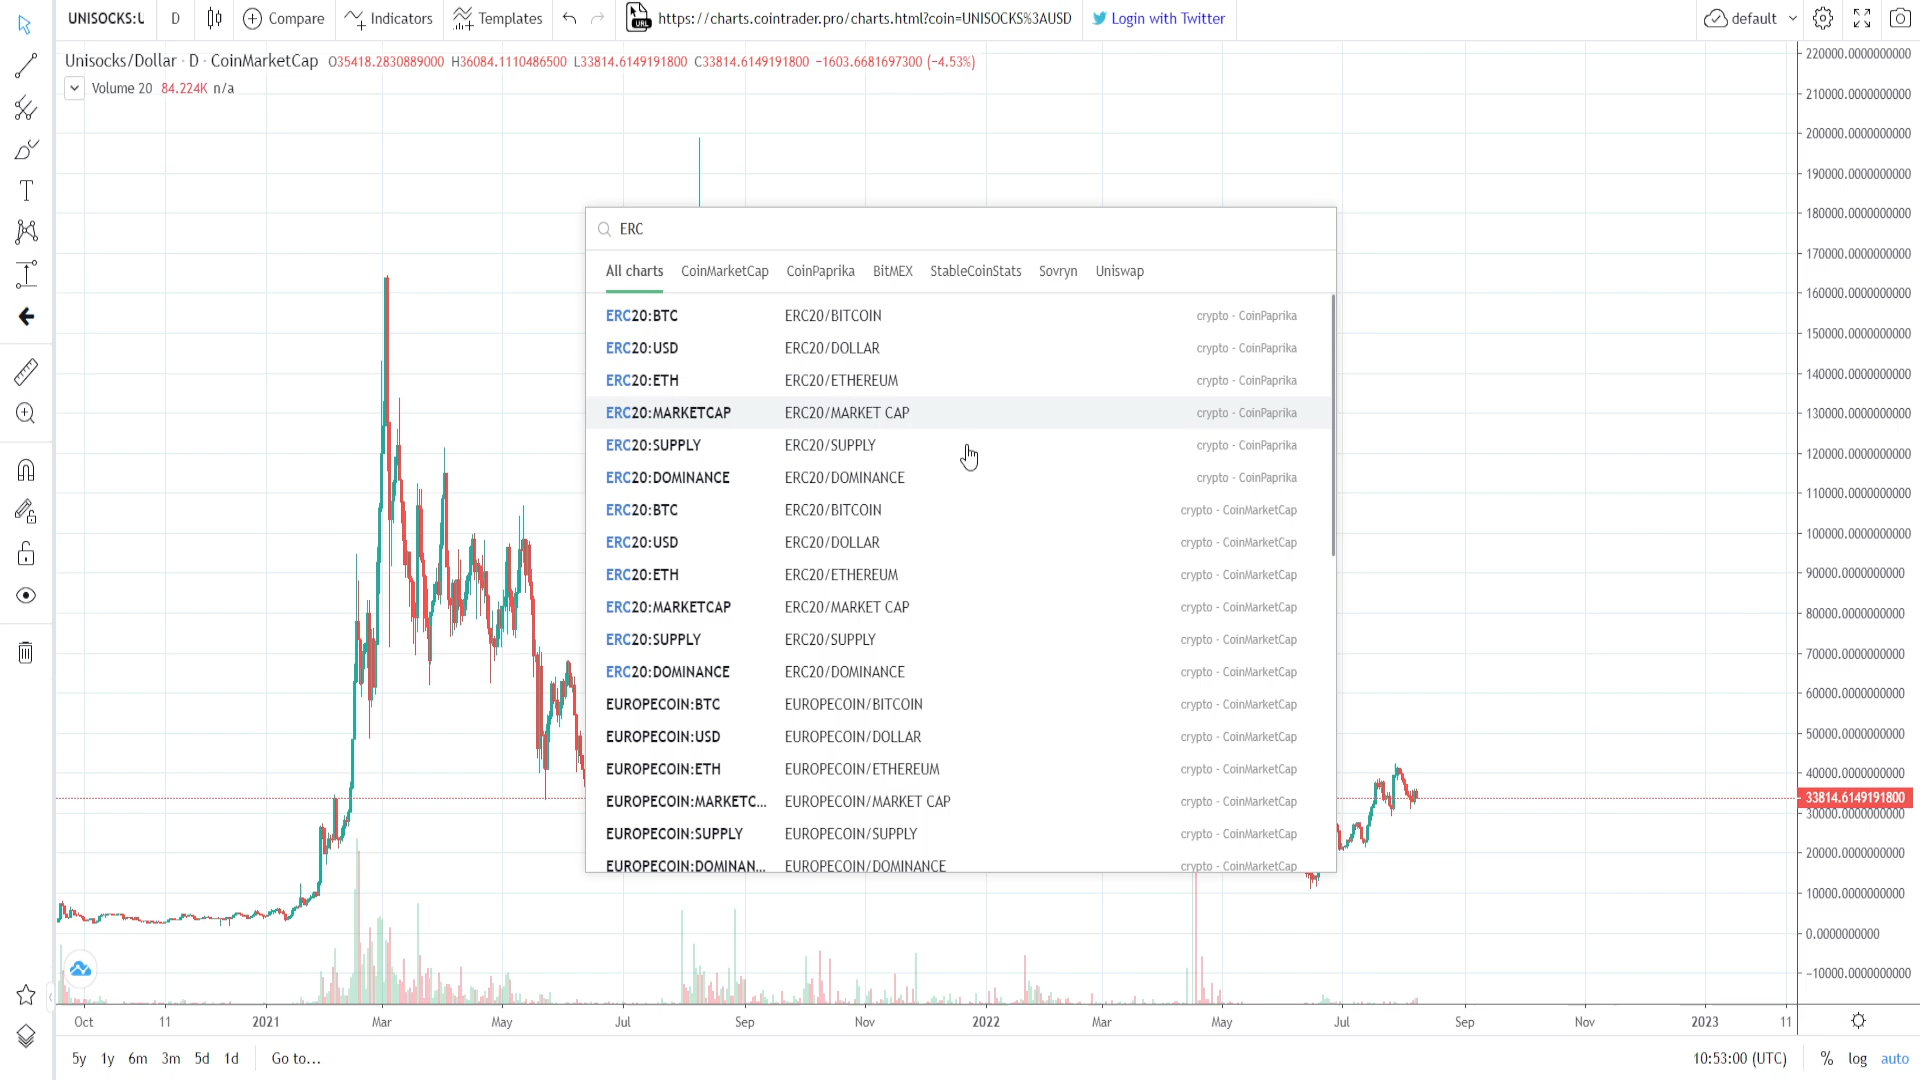 UNISOCKS:U D Compare Indicators Templates https://charts.cointrader.pro/charts.html?coin=UNISOCKS%3AUSD Login with Twitter default
Unisocks/Dollar · D · CoinMarketCap O35418.2830889000 H36084.1110486500 L33814.6149191800 C33814.6149191800 −1603.6681697300 (−4.53%)
Volume 20 84.224K n/a
ERC
All charts CoinMarketCap CoinPaprika BitMEX StableCoinStats Sovryn Uniswap
ERC20:BTC ERC20/BITCOIN crypto - CoinPaprika
ERC20:USD ERC20/DOLLAR crypto - CoinPaprika
ERC20:ETH ERC20/ETHEREUM crypto - CoinPaprika
ERC20:MARKETCAP ERC20/MARKET CAP crypto - CoinPaprika
ERC20:SUPPLY ERC20/SUPPLY crypto - CoinPaprika
ERC20:DOMINANCE ERC20/DOMINANCE crypto - CoinPaprika
ERC20:BTC ERC20/BITCOIN crypto - CoinMarketCap
ERC20:USD ERC20/DOLLAR crypto - CoinMarketCap
ERC20:ETH ERC20/ETHEREUM crypto - CoinMarketCap
ERC20:MARKETCAP ERC20/MARKET CAP crypto - CoinMarketCap
ERC20:SUPPLY ERC20/SUPPLY crypto - CoinMarketCap
ERC20:DOMINANCE ERC20/DOMINANCE crypto - CoinMarketCap
EUROPECOIN:BTC EUROPECOIN/BITCOIN crypto - CoinMarketCap
EUROPECOIN:USD EUROPECOIN/DOLLAR crypto - CoinMarketCap
EUROPECOIN:ETH EUROPECOIN/ETHEREUM crypto - CoinMarketCap
EUROPECOIN:MARKETC... EUROPECOIN/MARKET CAP crypto - CoinMarketCap
EUROPECOIN:SUPPLY EUROPECOIN/SUPPLY crypto - CoinMarketCap
EUROPECOIN:DOMINAN... EUROPECOIN/DOMINANCE crypto - CoinMarketCap
220000.0000000000
210000.0000000000
200000.0000000000
190000.0000000000
180000.0000000000
170000.0000000000
160000.0000000000
150000.0000000000
140000.0000000000
130000.0000000000
120000.0000000000
110000.0000000000
100000.0000000000
90000.0000000000
80000.0000000000
70000.0000000000
60000.0000000000
50000.0000000000
40000.0000000000
33814.6149191800
30000.0000000000
20000.0000000000
10000.0000000000
0.0000000000
−10000.0000000000
Oct 11 2021 Mar May Jul Sep Nov 2022 Mar May Jul Sep Nov 2023 11
5y 1y 6m 3m 5d 1d Go to... 10:53:00 (UTC) % log auto